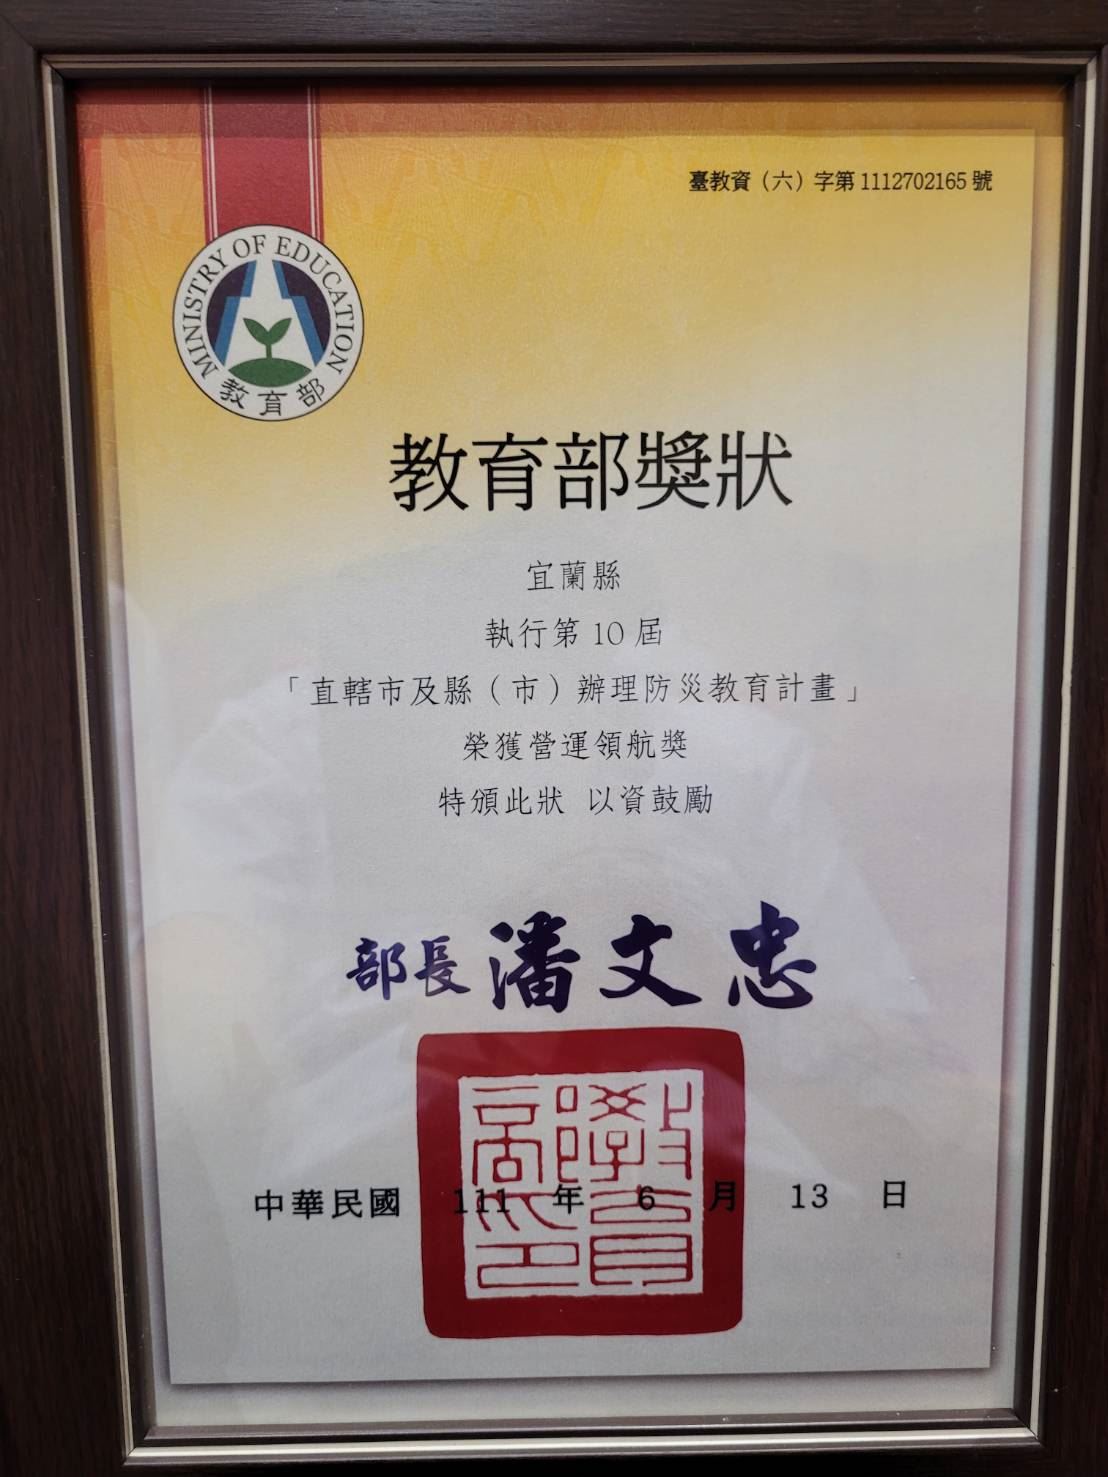 臺教資（六）字第1112702165號
MINISTRY OF EDUCATION
教育部
教育部獎狀
宜蘭縣
執行第10屆
「直轄市及縣（市）辦理防災教育計畫」
榮獲營運領航獎
特頒此狀 以資鼓勵
部長潘文忠
教育部印
中華民國 111 年 6 月 13 日